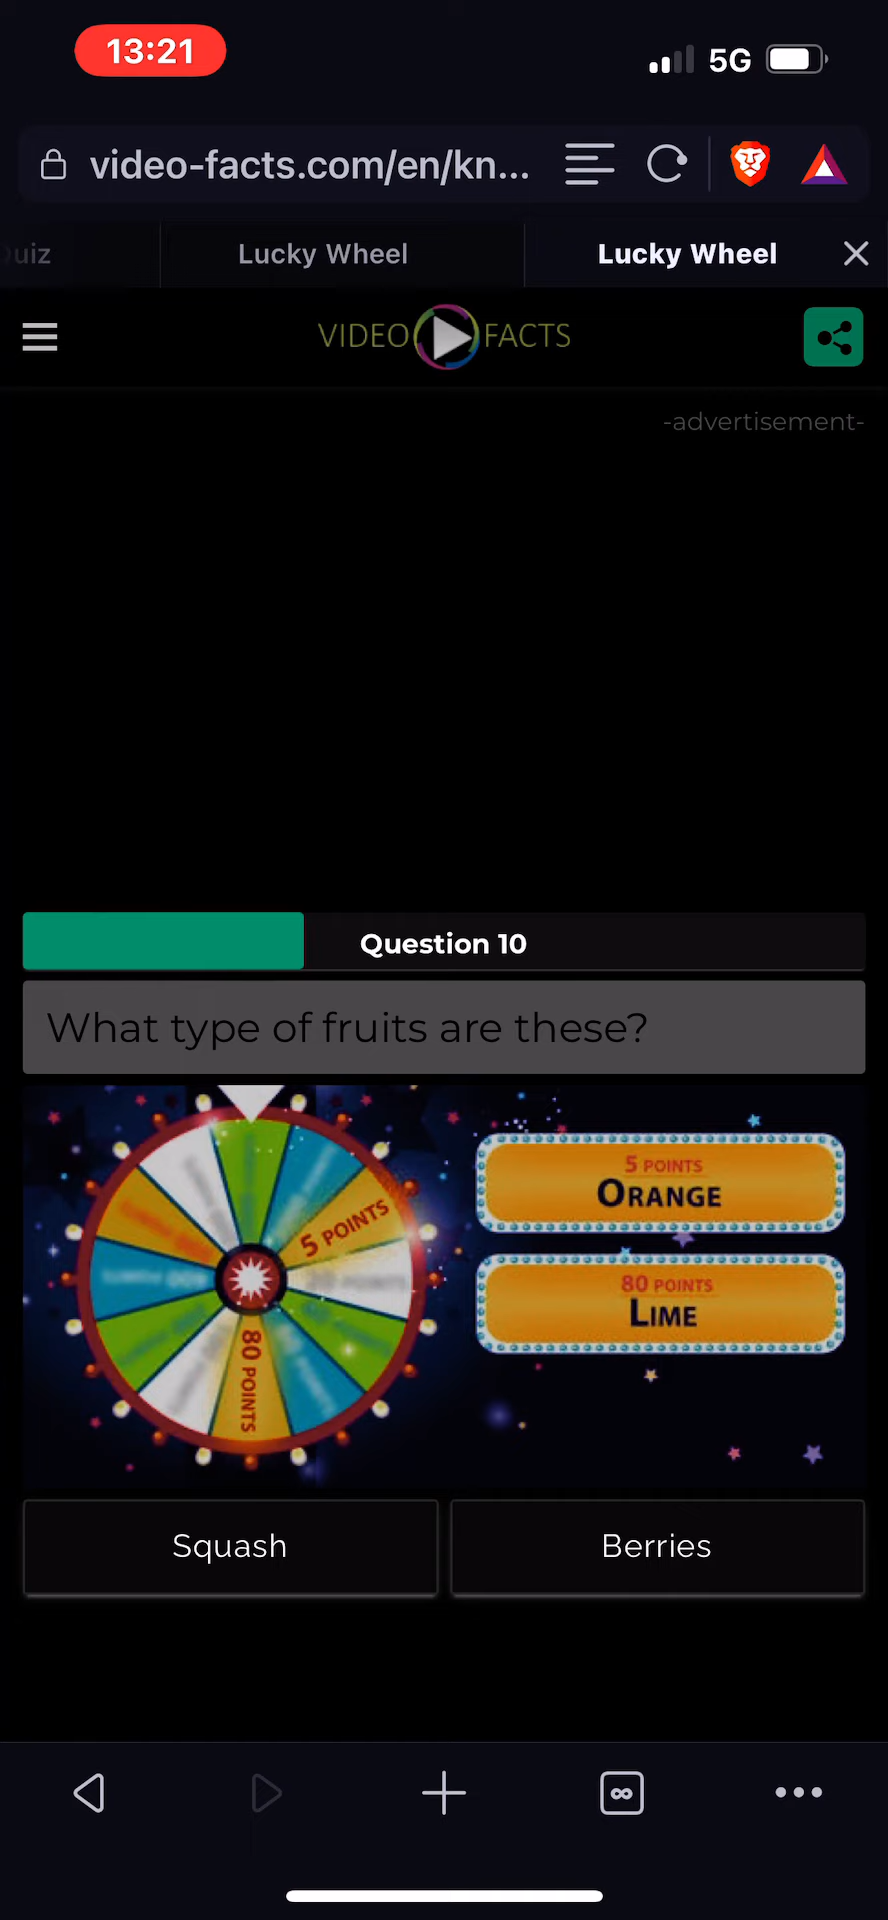 13:21
5G
video-facts.com/en/kn...
uiz
Lucky Wheel
Lucky Wheel
VIDEO FACTS
-advertisement-
Question 10
What type of fruits are these?
5 POINTS
ORANGE
80 POINTS
LIME
5 POINTS
80 POINTS
Squash
Berries